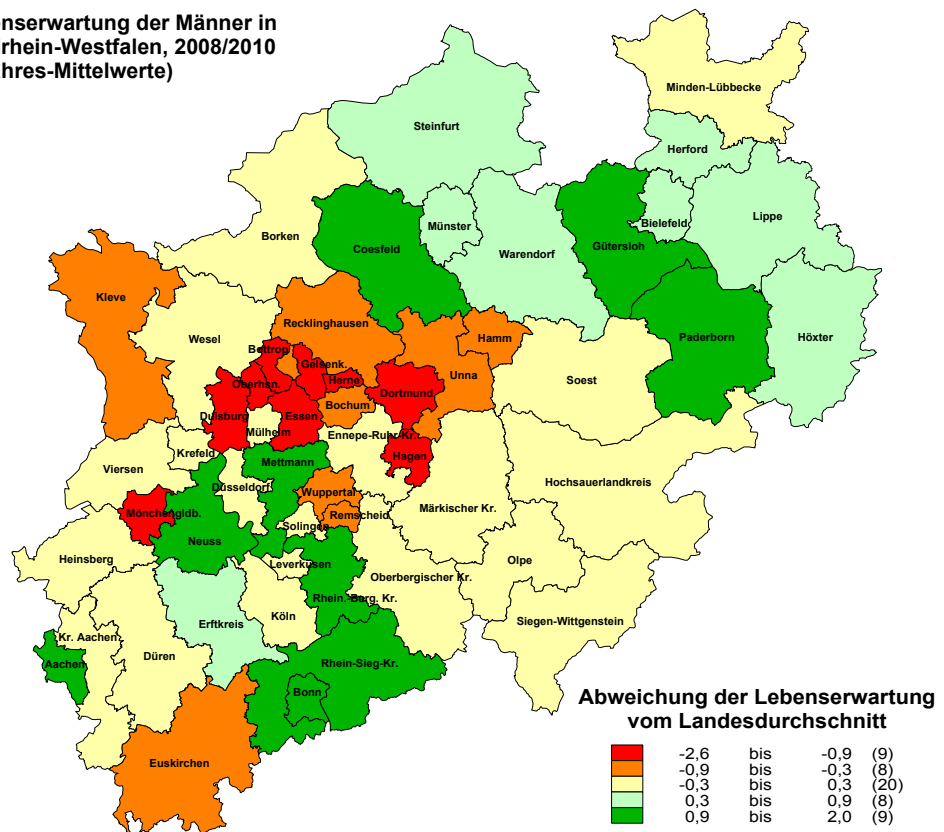 nserwartung der Männer in
rhein-Westfalen, 2008/2010
hres-Mittelwerte)
Minden-Lübbecke
Steinfurt
Herford
Lippe
Münster
Bielefeld
Borken
Coesfeld
Warendorf
Gütersloh
Kleve
Recklinghausen
Wesel
Hamm
Paderborn
Höxter
Bottrop
Gelsenk.
Unna
Soest
Oberhsn.
Herne
Dortmund
Bochum
Duisburg
Essen
Mülheim
Ennepe-Ruhr-Kr.
Krefeld
Hagen
Mettmann
Viersen
Hochsauerlandkreis
Düsseldorf
Wuppertal
Märkischer Kr.
Mönchengldb.
Remscheid
Solingen
Neuss
Heinsberg
Leverkusen
Olpe
Oberbergischer Kr.
Rhein.-Berg. Kr.
Köln
Siegen-Wittgenstein
Erftkreis
Kr. Aachen
Düren
Aachen
Rhein-Sieg-Kr.
Bonn
Euskirchen
Abweichung der Lebenserwartung
vom Landesdurchschnitt
-2,6 bis -0,9 (9)
-0,9 bis -0,3 (8)
-0,3 bis 0,3 (20)
0,3 bis 0,9 (8)
0,9 bis 2,0 (9)